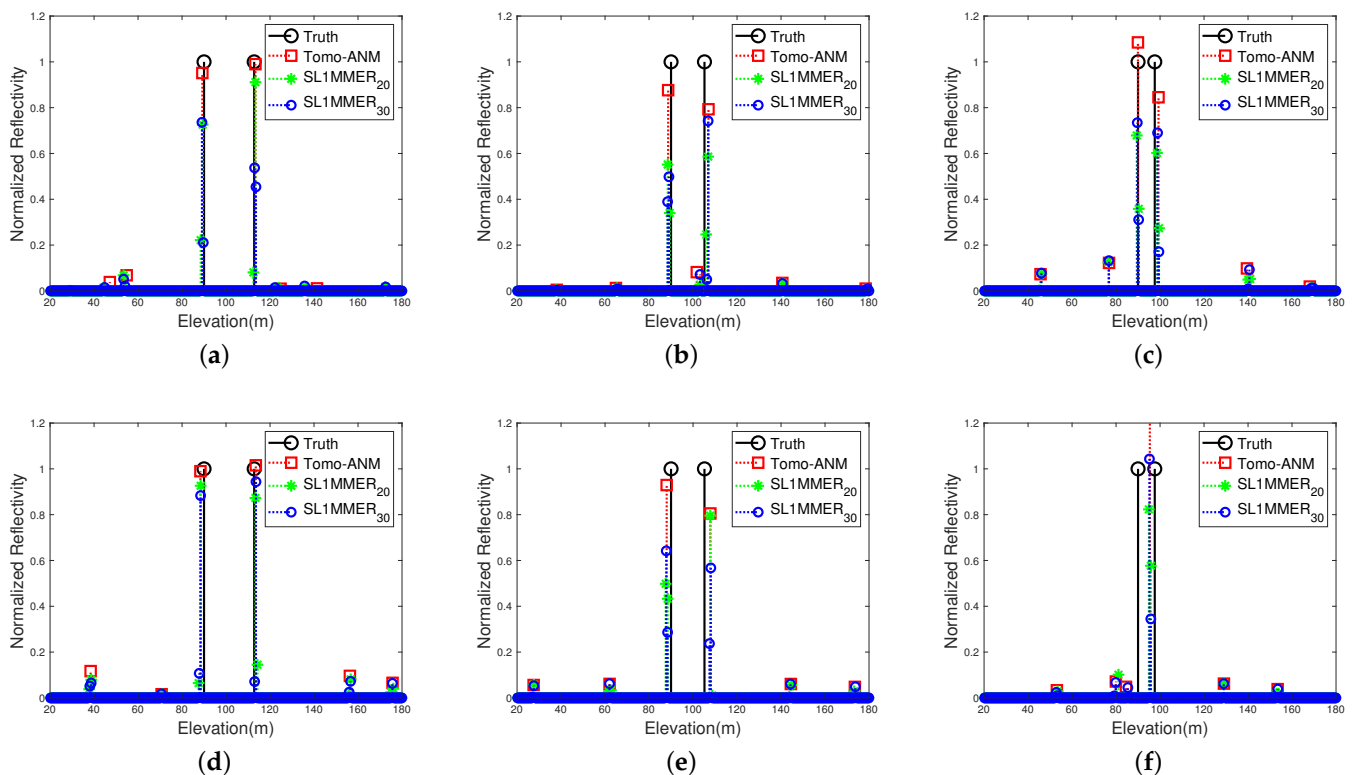 1.2
1
0.8
0.6
0.4
0.2
0
Normalized Reflectivity
20 40 60 80 100 120 140 160 180
Elevation(m)
Truth
Tomo-ANM
SL1MMER20
SL1MMER30
(a)
1.2
1
0.8
0.6
0.4
0.2
0
Normalized Reflectivity
20 40 60 80 100 120 140 160 180
Elevation(m)
Truth
Tomo-ANM
SL1MMER20
SL1MMER30
(b)
1.2
1
0.8
0.6
0.4
0.2
0
Normalized Reflectivity
20 40 60 80 100 120 140 160 180
Elevation(m)
Truth
Tomo-ANM
SL1MMER20
SL1MMER30
(c)
1.2
1
0.8
0.6
0.4
0.2
0
Normalized Reflectivity
20 40 60 80 100 120 140 160 180
Elevation(m)
Truth
Tomo-ANM
SL1MMER20
SL1MMER30
(d)
1.2
1
0.8
0.6
0.4
0.2
0
Normalized Reflectivity
20 40 60 80 100 120 140 160 180
Elevation(m)
Truth
Tomo-ANM
SL1MMER20
SL1MMER30
(e)
1.2
1
0.8
0.6
0.4
0.2
0
Normalized Reflectivity
20 40 60 80 100 120 140 160 180
Elevation(m)
Truth
Tomo-ANM
SL1MMER20
SL1MMER30
(f)